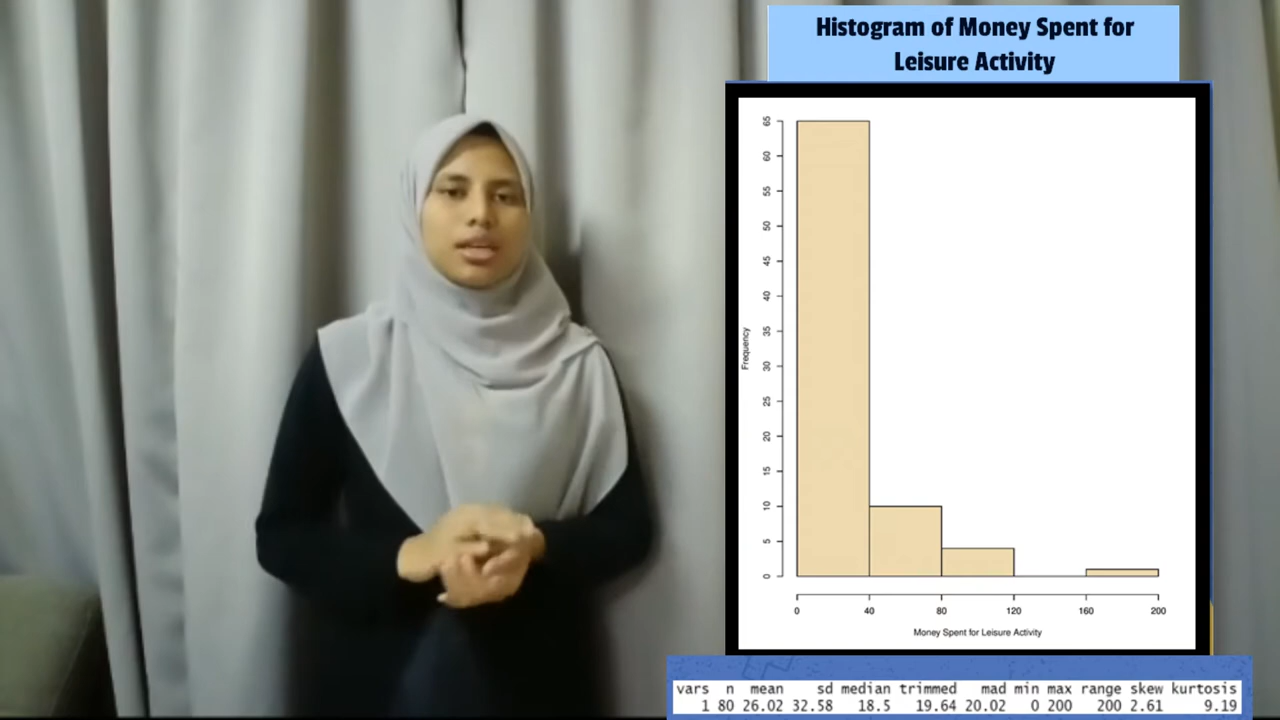 Histogram of Money Spent for
Leisure Activity
65
60
55
50
45
40
35
30
25
20
15
10
5
0
Frequency
0 40 80 120 160 200
Money Spent for Leisure Activity
vars n mean sd median trimmed mad min max range skew kurtosis
1 80 26.02 32.58 18.5 19.64 20.02 0 200 200 2.61 9.19